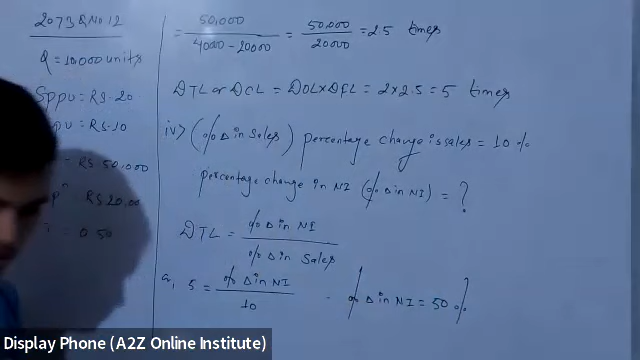 2073 Q.No.12
Q = 10000 units
SPPU = RS. 20
PU = RS. 10
= RS. 50,000
RS 20,00
= 0.50
= 50,000 / 40000 - 20000 = 50,000 / 20000 = 2.5 times
DTL or DCL = DOL X DFL = 2 x 2.5 = 5 times
iv) (% Δ in Sales) percentage change is sales = 10 %
percentage change in NI (% Δ in NI) = ?
DTL = % Δ in NI / % Δ in Sales
5 = % Δ in NI / 10
% Δ in NI = 50 %
Display Phone (A2Z Online Institute)